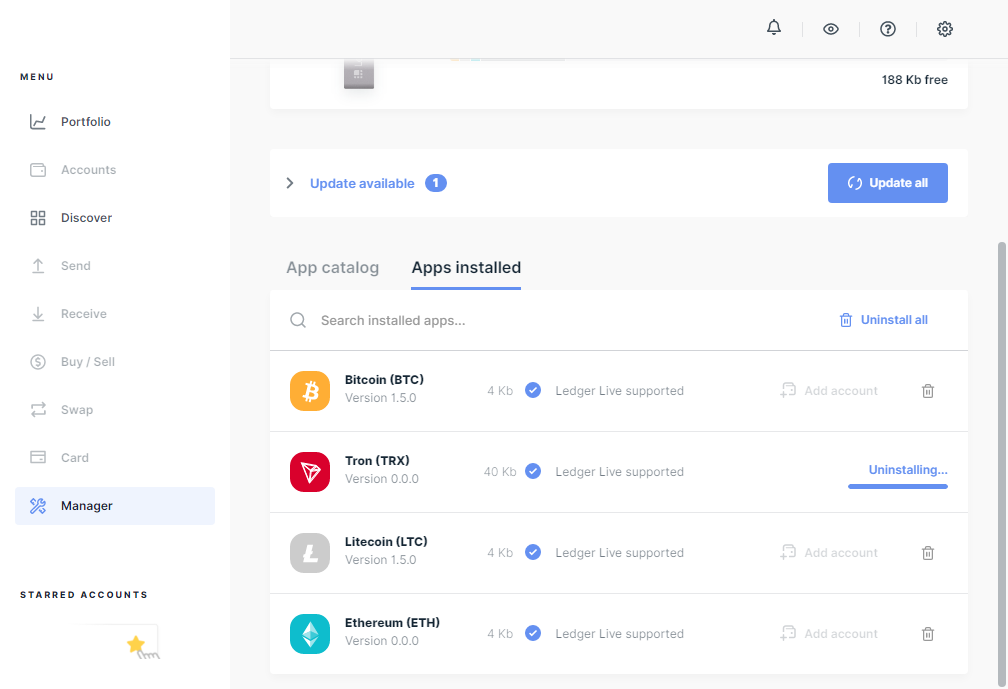 MENU
Portfolio
Accounts
Discover
Send
Receive
Buy / Sell
Swap
Card
Manager
STARRED ACCOUNTS
188 Kb free
Update available 1
Update all
App catalog Apps installed
Search installed apps...
Uninstall all
Bitcoin (BTC)
Version 1.5.0
4 Kb Ledger Live supported Add account
Tron (TRX)
Version 0.0.0
40 Kb Ledger Live supported Uninstalling...
Litecoin (LTC)
Version 1.5.0
4 Kb Ledger Live supported Add account
Ethereum (ETH)
Version 0.0.0
4 Kb Ledger Live supported Add account